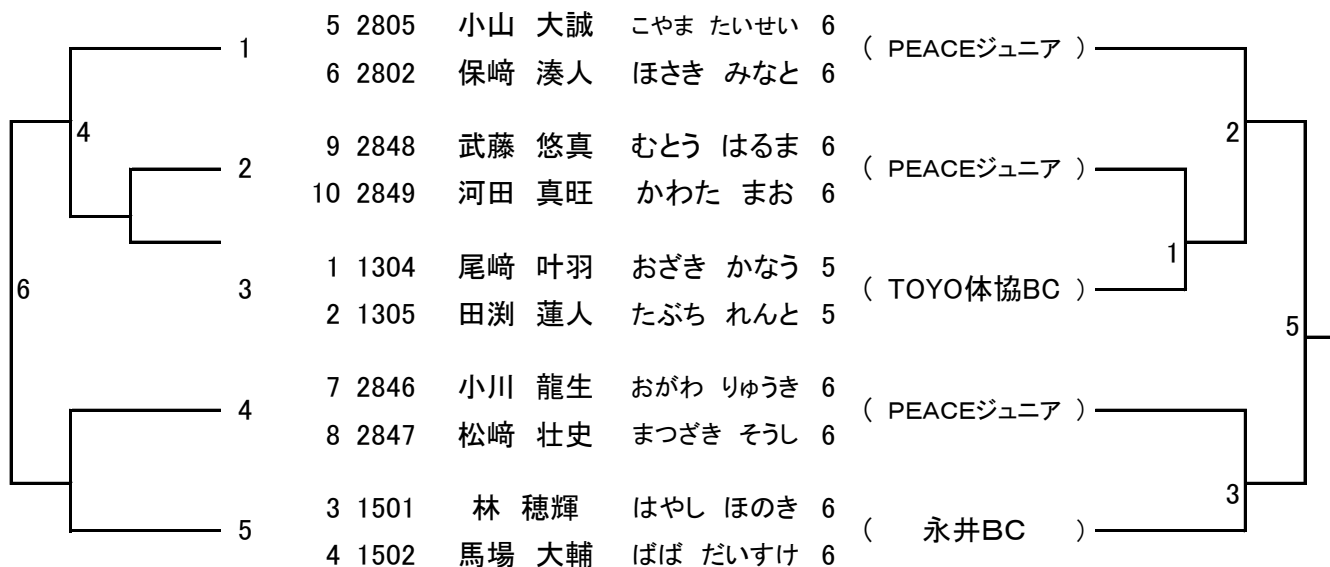 5 2805 小山 大誠 こやま たいせい 6
1 ( PEACEジュニア )
6 2802 保﨑 湊人 ほさき みなと 6
4 2
9 2848 武藤 悠真 むとう はるま 6
2 ( PEACEジュニア )
10 2849 河田 真旺 かわた まお 6
1
1 1304 尾﨑 叶羽 おざき かなう 5
6 3 ( TOYO体協BC )
2 1305 田渕 蓮人 たぶち れんと 5
5
7 2846 小川 龍生 おがわ りゅうき 6
4 ( PEACEジュニア )
8 2847 松﨑 壮史 まつざき そうし 6
3
3 1501 林 穂輝 はやし ほのき 6
5 ( 永井BC )
4 1502 馬場 大輔 ばば だいすけ 6